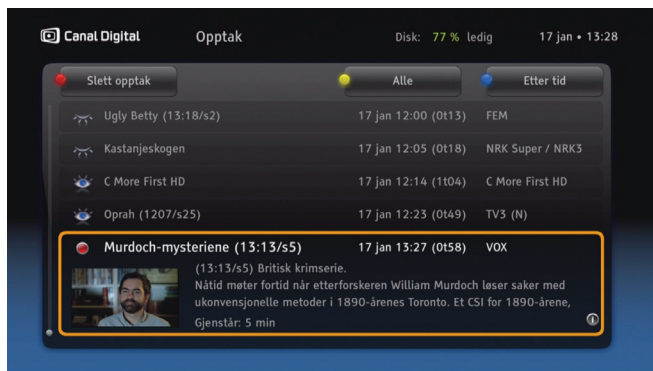 Canal Digital Opptak Disk: 77 % ledig 17 jan • 13:28
Slett opptak Alle Etter tid
Ugly Betty (13:18/s2) 17 jan 12:00 (0t13) FEM
Kastanjeskogen 17 jan 12:05 (0t18) NRK Super / NRK3
C More First HD 17 jan 12:14 (1t04) C More First HD
Oprah (1207/s25) 17 jan 12:23 (0t49) TV3 (N)
Murdoch-mysteriene (13:13/s5) 17 jan 13:27 (0t58) VOX
(13:13/s5) Britisk krimserie.
Nåtid møter fortid når etterforskeren William Murdoch løser saker med
ukonvensjonelle metoder i 1890-årenes Toronto. Et CSI for 1890-årene,
Gjenstår: 5 min